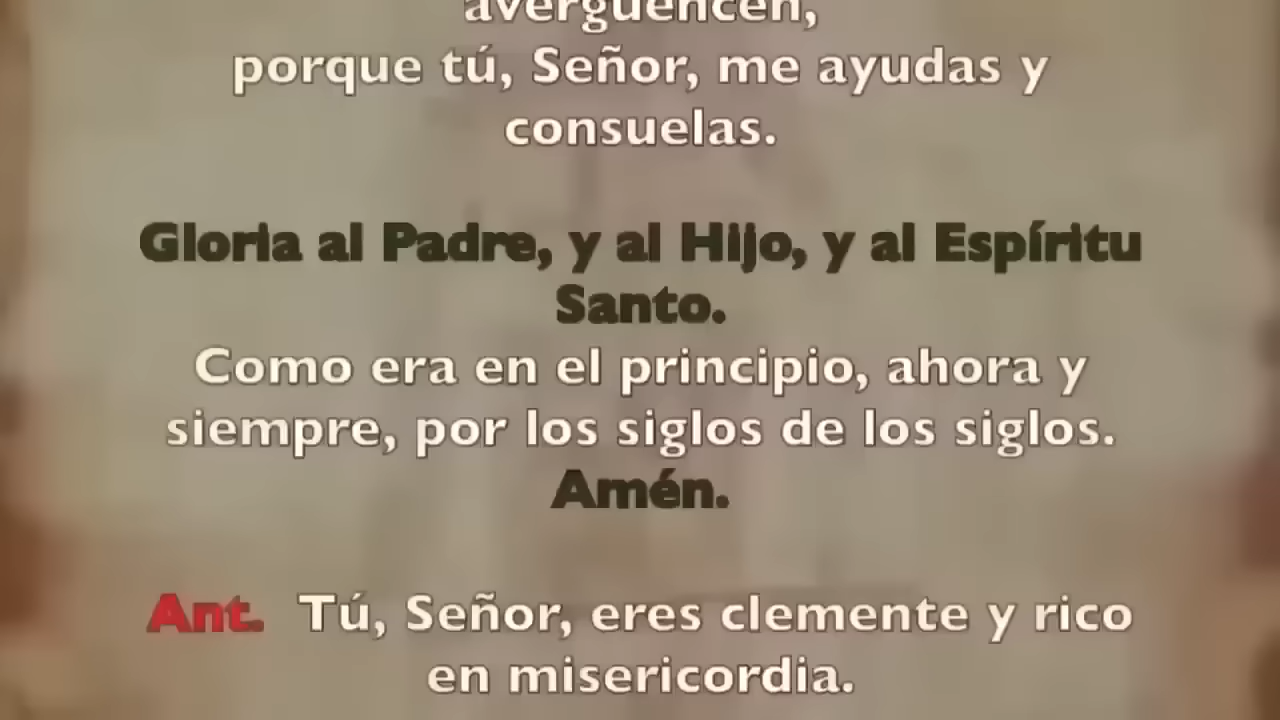 avergüencen,
porque tú, Señor, me ayudas y
consuelas.
Gloria al Padre, y al Hijo, y al Espíritu
Santo.
Como era en el principio, ahora y
siempre, por los siglos de los siglos.
Amén.
Ant. Tú, Señor, eres clemente y rico
en misericordia.